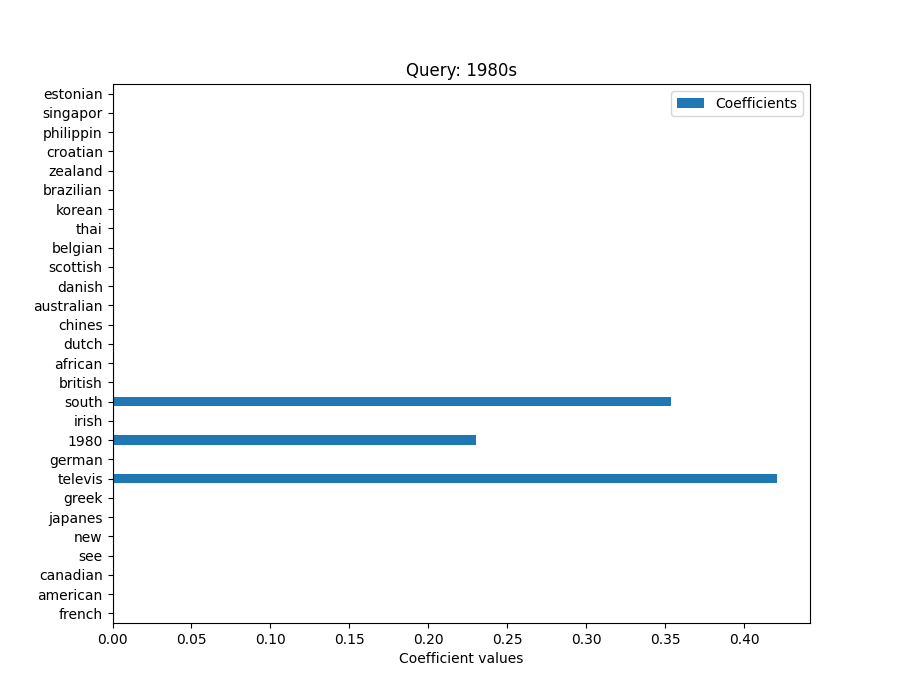 Query: 1980s
Coefficients
estonian
singapor
philippin
croatian
zealand
brazilian
korean
thai
belgian
scottish
danish
australian
chines
dutch
african
british
south
irish
1980
german
televis
greek
japanes
new
see
canadian
american
french
0.00 0.05 0.10 0.15 0.20 0.25 0.30 0.35 0.40
Coefficient values